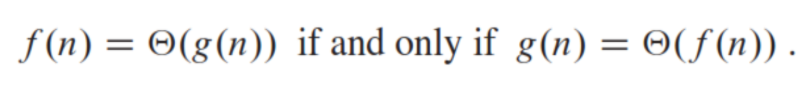 f(n) = Θ(g(n)) if and only if g(n) = Θ(f(n)) .